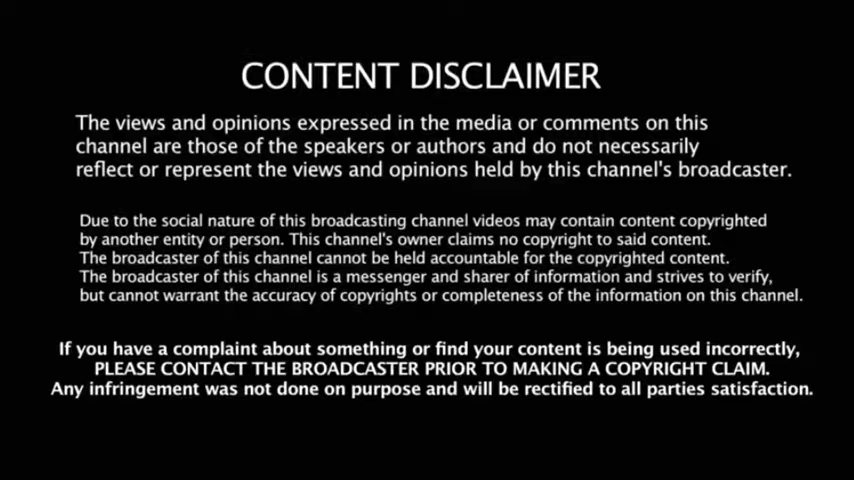 CONTENT DISCLAIMER
The views and opinions expressed in the media or comments on this
channel are those of the speakers or authors and do not necessarily
reflect or represent the views and opinions held by this channel's broadcaster.
Due to the social nature of this broadcasting channel videos may contain content copyrighted
by another entity or person. This channel's owner claims no copyright to said content.
The broadcaster of this channel cannot be held accountable for the copyrighted content.
The broadcaster of this channel is a messenger and sharer of information and strives to verify,
but cannot warrant the accuracy of copyrights or completeness of the information on this channel.
If you have a complaint about something or find your content is being used incorrectly,
PLEASE CONTACT THE BROADCASTER PRIOR TO MAKING A COPYRIGHT CLAIM.
Any infringement was not done on purpose and will be rectified to all parties satisfaction.